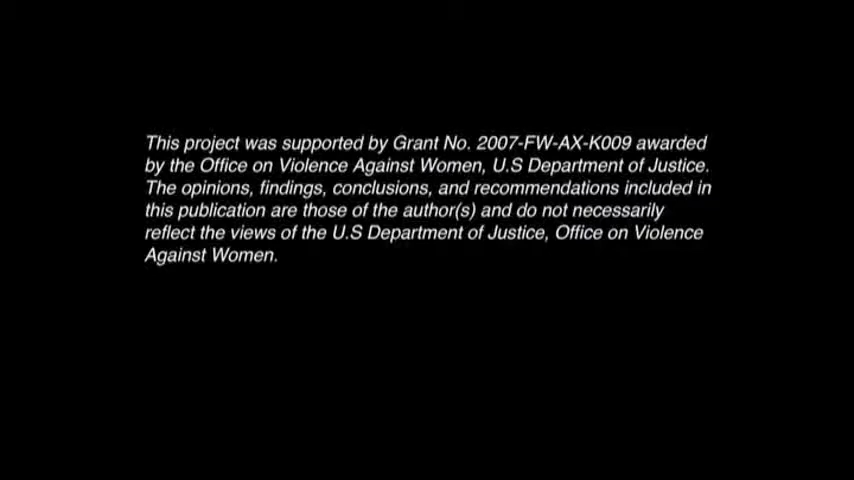 This project was supported by Grant No. 2007-FW-AX-K009 awarded
by the Office on Violence Against Women, U.S Department of Justice.
The opinions, findings, conclusions, and recommendations included in
this publication are those of the author(s) and do not necessarily
reflect the views of the U.S Department of Justice, Office on Violence
Against Women.